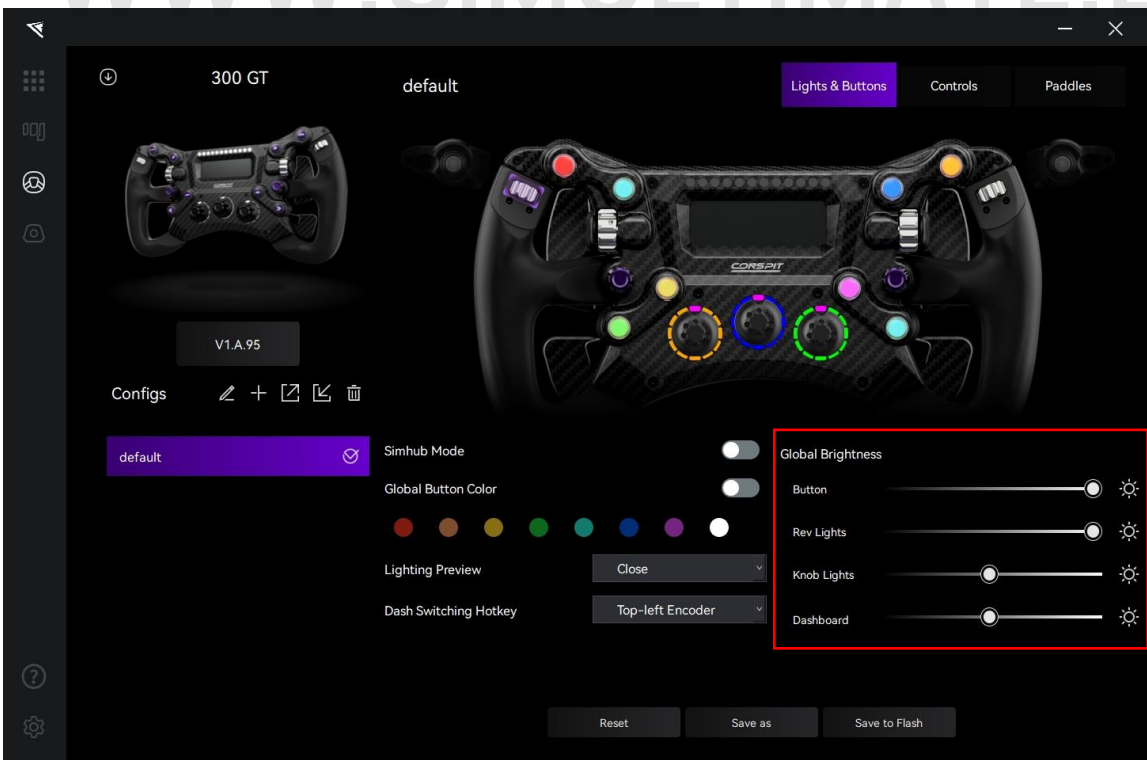 300 GT
default
Lights & Buttons
Controls
Paddles
CORSPIT
V1.A.95
Configs
default
Simhub Mode
Global Button Color
Lighting Preview
Close
Dash Switching Hotkey
Top-left Encoder
Global Brightness
Button
Rev Lights
Knob Lights
Dashboard
Reset
Save as
Save to Flash